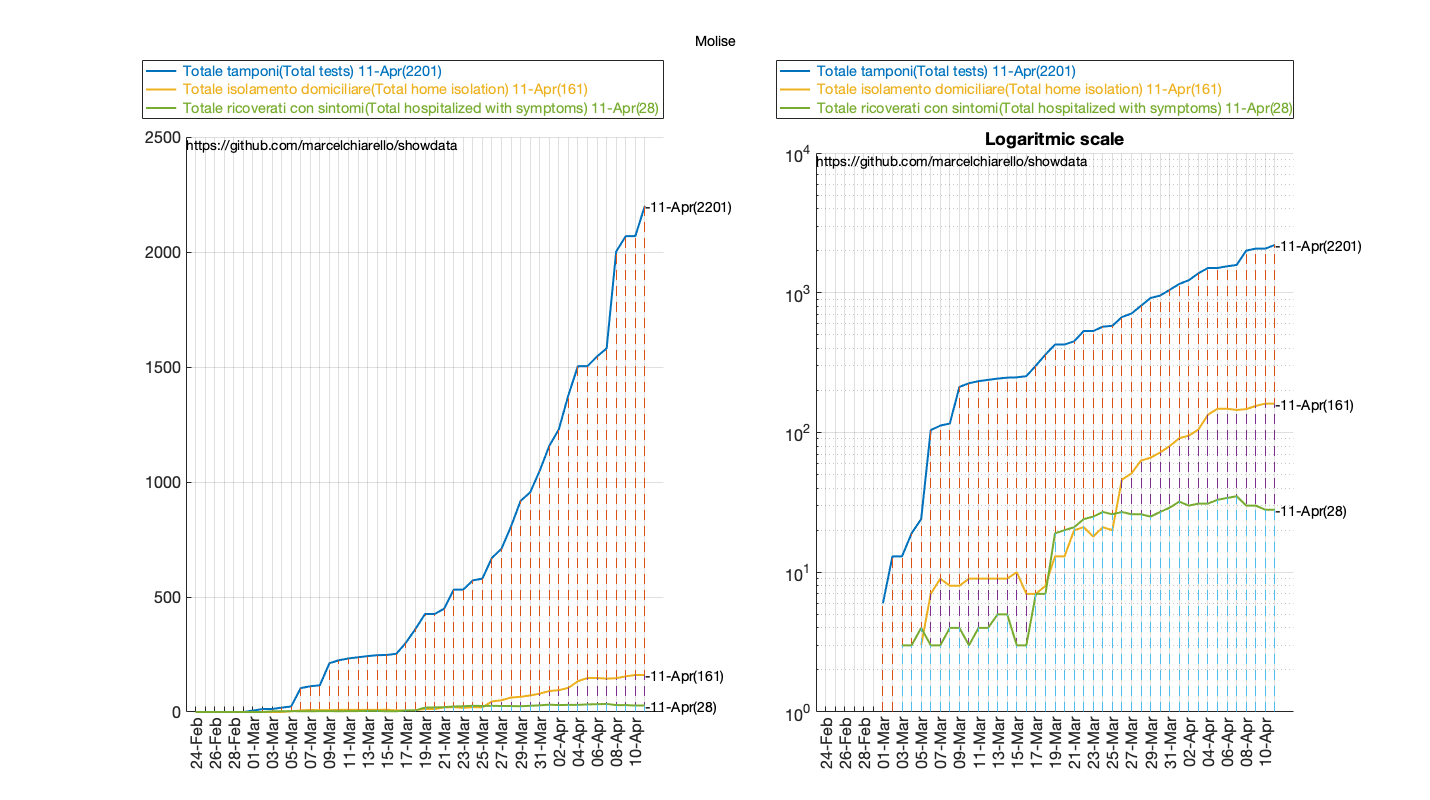 Molise
Totale tamponi(Total tests) 11-Apr(2201)
Totale isolamento domiciliare(Total home isolation) 11-Apr(161)
Totale ricoverati con sintomi(Total hospitalized with symptoms) 11-Apr(28)
2500
https://github.com/marcelchiarello/showdata
-11-Apr(2201)
2000
1500
1000
500
-11-Apr(161)
-11-Apr(28)
0
24-Feb
26-Feb
28-Feb
01-Mar
03-Mar
05-Mar
07-Mar
09-Mar
11-Mar
13-Mar
15-Mar
17-Mar
19-Mar
21-Mar
23-Mar
25-Mar
27-Mar
29-Mar
31-Mar
02-Apr
04-Apr
06-Apr
08-Apr
10-Apr
Totale tamponi(Total tests) 11-Apr(2201)
Totale isolamento domiciliare(Total home isolation) 11-Apr(161)
Totale ricoverati con sintomi(Total hospitalized with symptoms) 11-Apr(28)
Logaritmic scale
10^4
https://github.com/marcelchiarello/showdata
-11-Apr(2201)
10^3
-11-Apr(161)
10^2
-11-Apr(28)
10^1
10^0
24-Feb
26-Feb
28-Feb
01-Mar
03-Mar
05-Mar
07-Mar
09-Mar
11-Mar
13-Mar
15-Mar
17-Mar
19-Mar
21-Mar
23-Mar
25-Mar
27-Mar
29-Mar
31-Mar
02-Apr
04-Apr
06-Apr
08-Apr
10-Apr